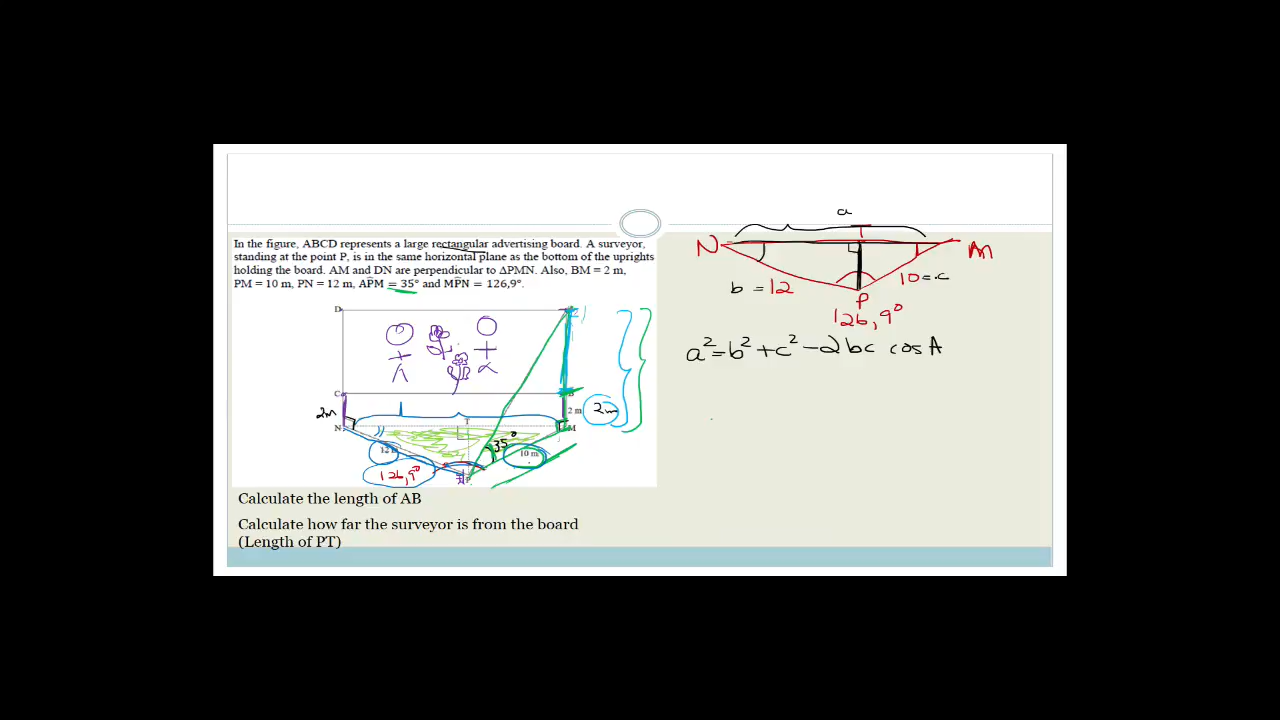 In the figure, ABCD represents a large rectangular advertising board. A surveyor,
standing at the point P, is in the same horizontal plane as the bottom of the uprights
holding the board. AM and DN are perpendicular to ΔPMN. Also, BM = 2 m,
PM = 10 m, PN = 12 m, AP̂M = 35° and MP̂N = 126,9°.
D
C
2m
N
T
2 m
2m
M
12
35°
10 m
126,9°
P
Calculate the length of AB
Calculate how far the surveyor is from the board
(Length of PT)
a
N
M
b = 12
10 = c
P
126,9°
a² = b² + c² - 2bc cos A